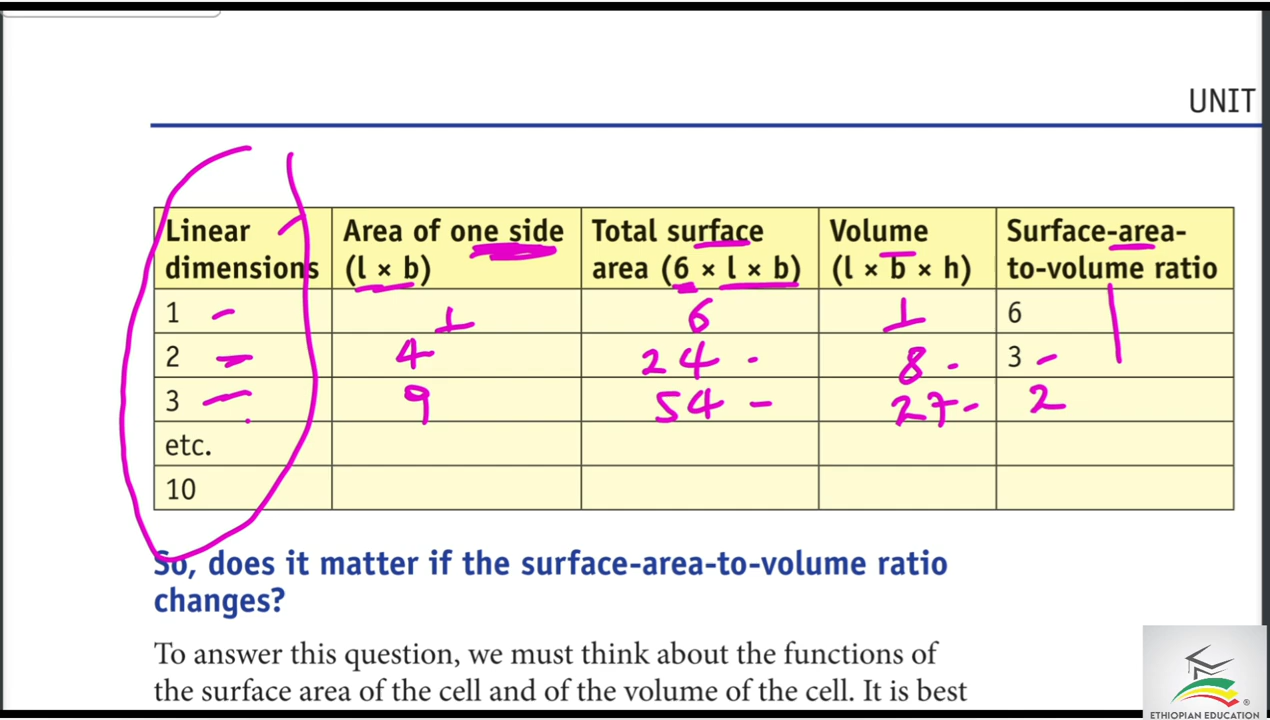 UNIT
Linear dimensions | Area of one side (l × b) | Total surface area (6 × l × b) | Volume (l × b × h) | Surface-area-to-volume ratio
1 | 1 | 6 | 1 | 6
2 | 4 | 24 | 8 | 3
3 | 9 | 54 | 27 | 2
etc.
10
So, does it matter if the surface-area-to-volume ratio
changes?
To answer this question, we must think about the functions of
the surface area of the cell and of the volume of the cell. It is best
ETHIOPIAN EDUCATION